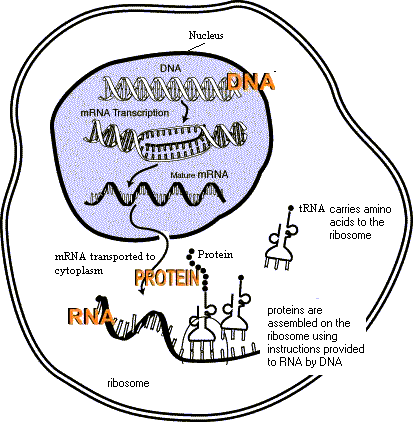 Nucleus
DNA
DNA
mRNA Transcription
Mature mRNA
tRNA carries amino
acids to the
ribosome
mRNA transported to
cytoplasm
Protein
PROTEIN
RNA
proteins are
assembled on the
ribosome using
instructions provided
to RNA by DNA
ribosome